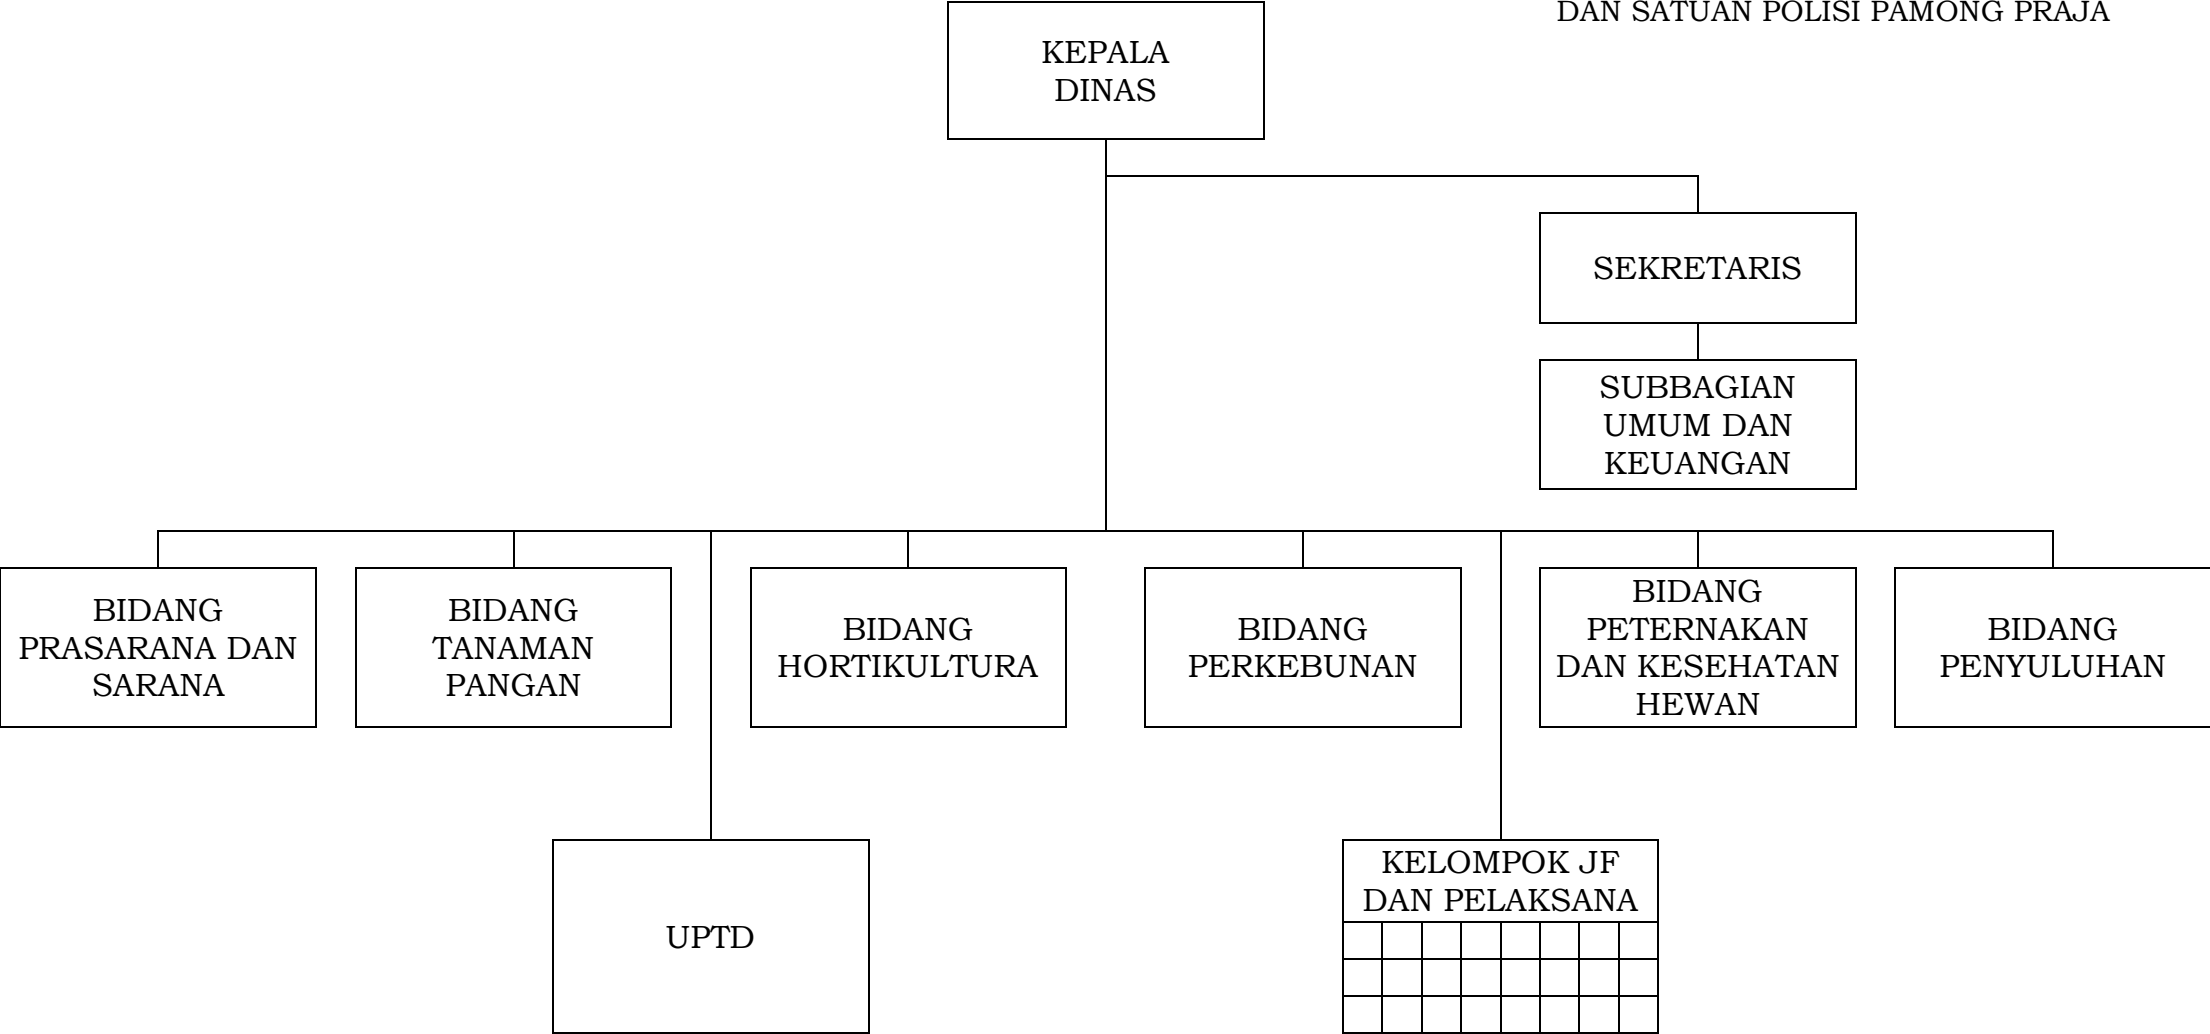 DAN SATUAN POLISI PAMONG PRAJA
KEPALA
DINAS
SEKRETARIS
SUBBAGIAN
UMUM DAN
KEUANGAN
BIDANG
PRASARANA DAN
SARANA
BIDANG
TANAMAN
PANGAN
BIDANG
HORTIKULTURA
BIDANG
PERKEBUNAN
BIDANG
PETERNAKAN
DAN KESEHATAN
HEWAN
BIDANG
PENYULUHAN
UPTD
KELOMPOK JF
DAN PELAKSANA